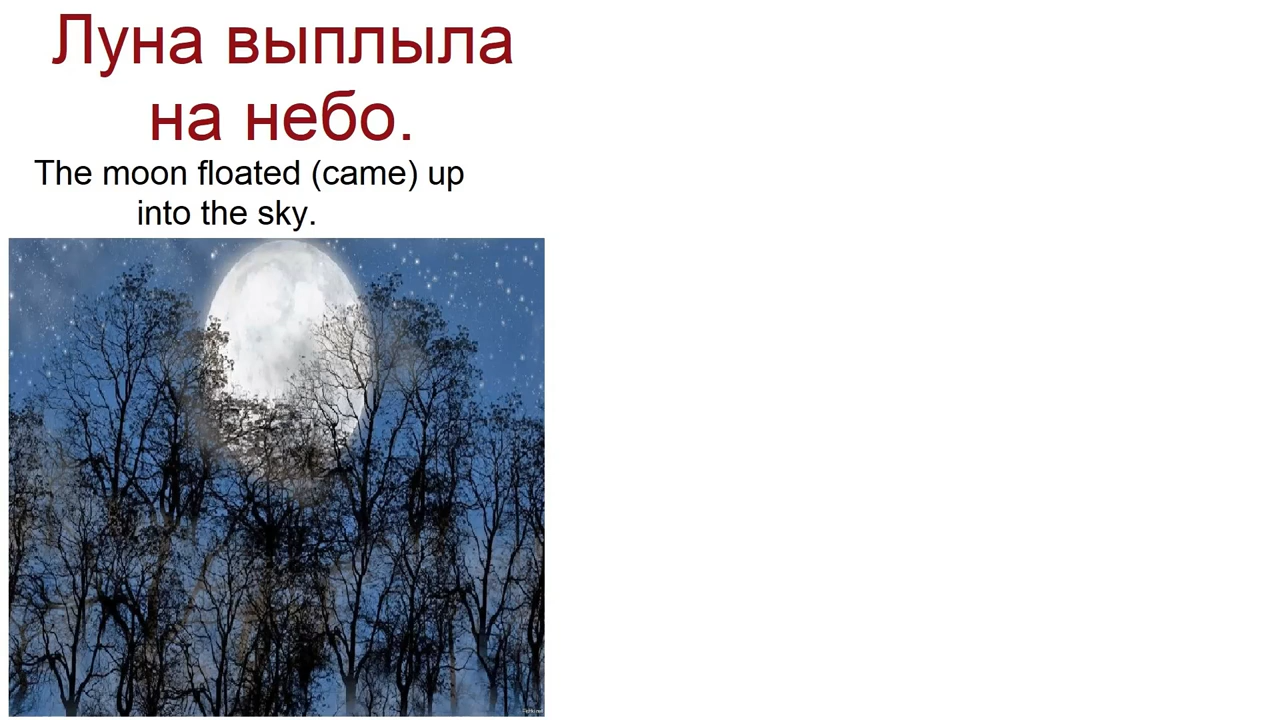 Луна выплыла
на небо.
The moon floated (came) up
into the sky.